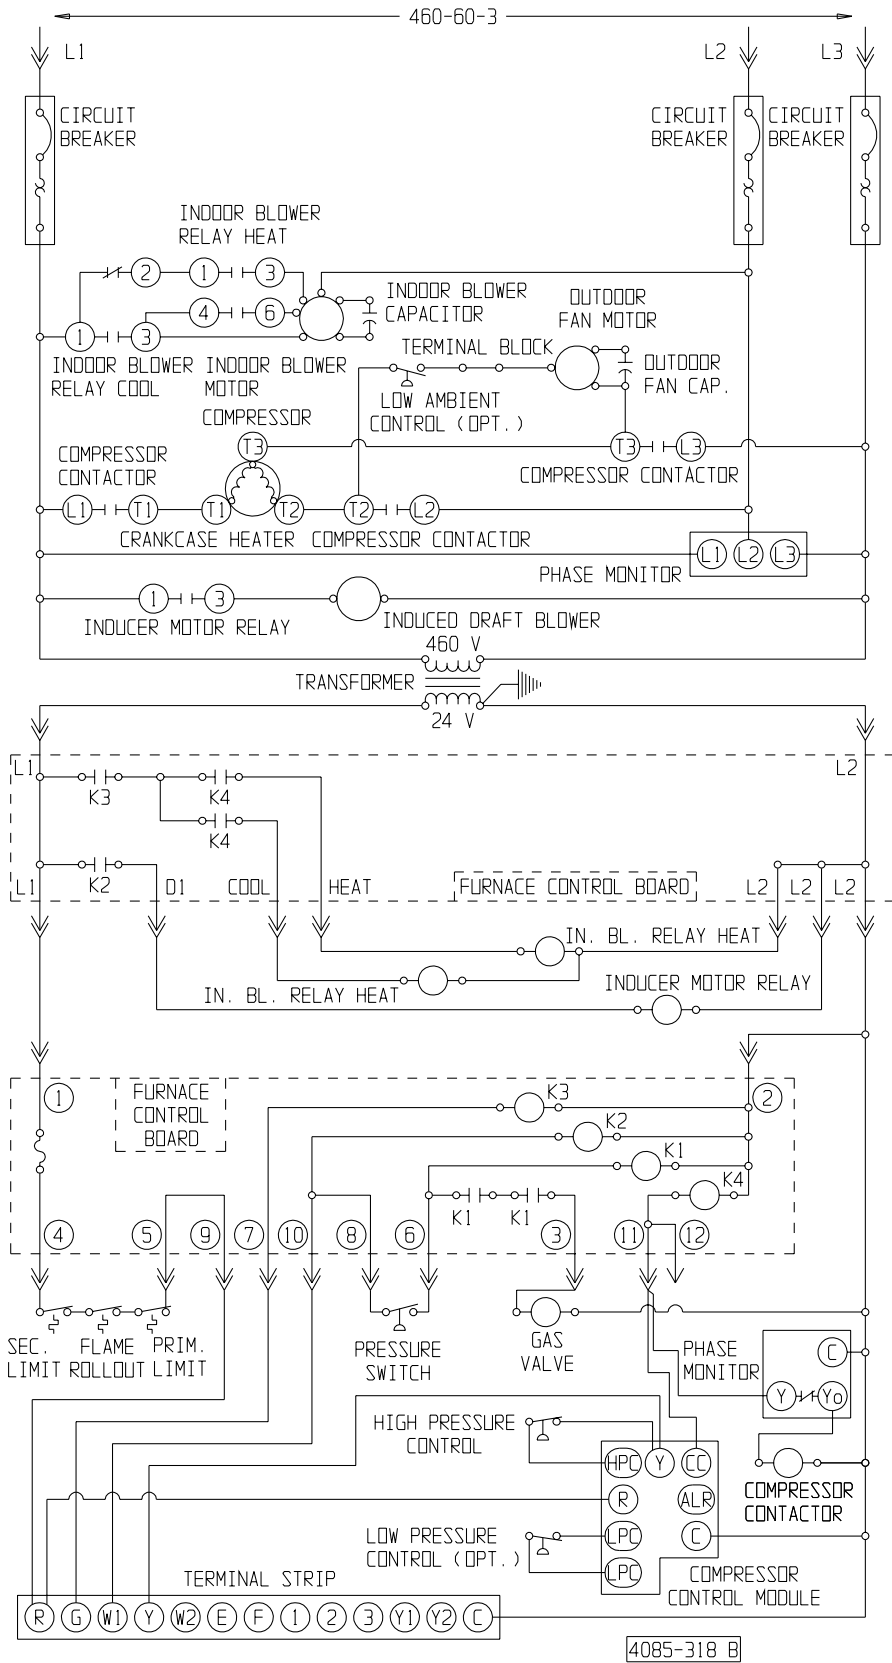 460-60-3
L1
L2
L3
CIRCUIT
BREAKER
CIRCUIT
BREAKER
CIRCUIT
BREAKER
INDOOR BLOWER
RELAY HEAT
2
1
3
4
6
1
3
INDOOR BLOWER
CAPACITOR
OUTDOOR
FAN MOTOR
INDOOR BLOWER
RELAY COOL
INDOOR BLOWER
MOTOR
TERMINAL BLOCK
OUTDOOR
FAN CAP.
LOW AMBIENT
CONTROL (OPT.)
COMPRESSOR
T3
T3
L3
COMPRESSOR
CONTACTOR
COMPRESSOR CONTACTOR
L1
T1
T1
T2
T2
L2
CRANKCASE HEATER
COMPRESSOR CONTACTOR
L1
L2
L3
PHASE MONITOR
1
3
INDUCER MOTOR RELAY
INDUCED DRAFT BLOWER
460 V
TRANSFORMER
24 V
L1
L2
K3
K4
K4
L1
K2
D1
COOL
HEAT
FURNACE CONTROL BOARD
L2
L2
L2
IN. BL. RELAY HEAT
IN. BL. RELAY HEAT
INDUCER MOTOR RELAY
1
FURNACE
CONTROL
BOARD
K3
2
K2
K1
K4
K1
K1
4
5
9
7
10
8
6
3
11
12
SEC.
LIMIT
FLAME
ROLLOUT
PRIM.
LIMIT
PRESSURE
SWITCH
GAS
VALVE
PHASE
MONITOR
C
Y
Yo
HIGH PRESSURE
CONTROL
HPC
Y
CC
COMPRESSOR
CONTACTOR
R
ALR
LOW PRESSURE
CONTROL (OPT.)
LPC
C
LPC
COMPRESSOR
CONTROL MODULE
TERMINAL STRIP
R
G
W1
Y
W2
E
F
1
2
3
Y1
Y2
C
4085-318 B